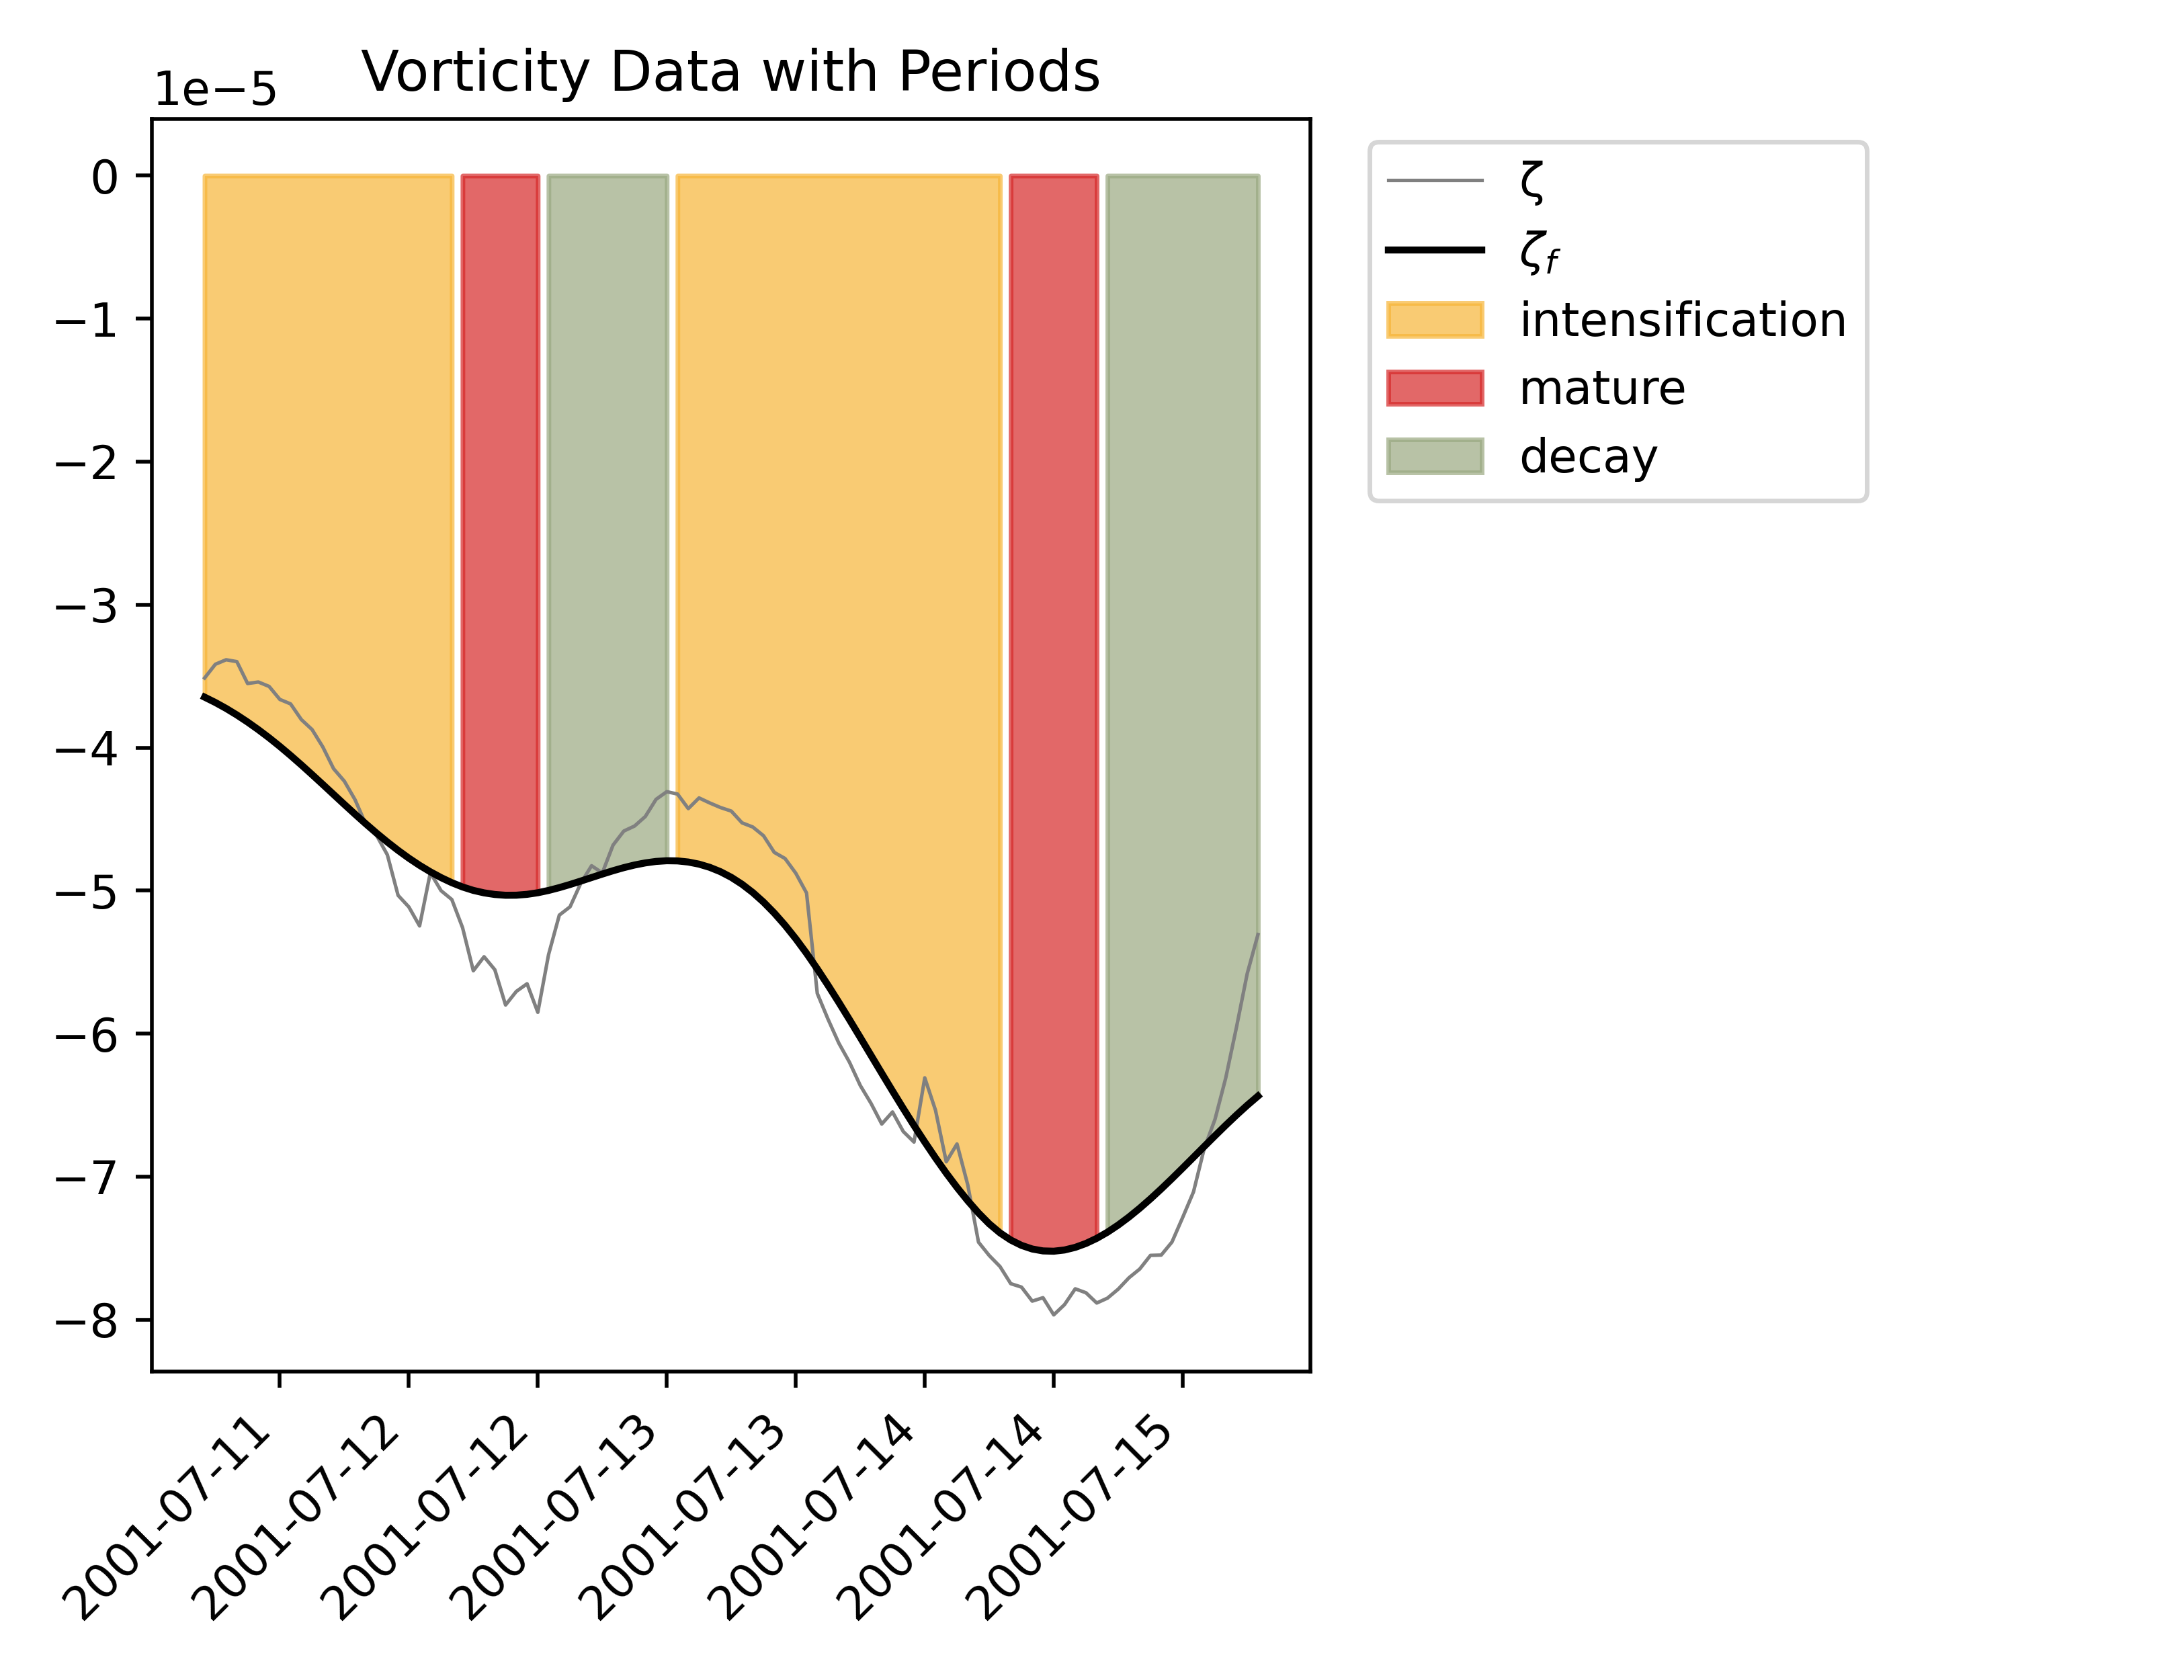 Vorticity Data with Periods
1e−5
0
−1
−2
−3
−4
−5
−6
−7
−8
2001-07-11
2001-07-12
2001-07-12
2001-07-13
2001-07-13
2001-07-14
2001-07-14
2001-07-15
ζ
ζf
intensification
mature
decay